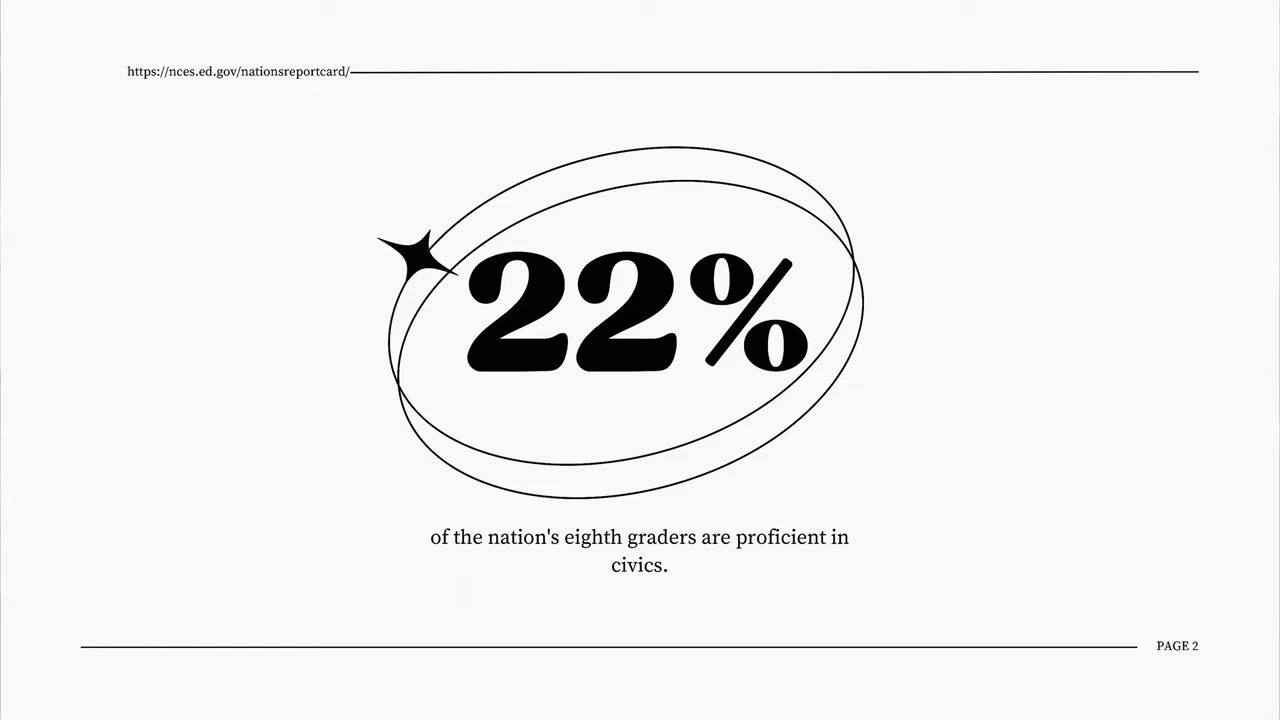 https://nces.ed.gov/nationsreportcard/
22%
of the nation's eighth graders are proficient in
civics.
PAGE 2